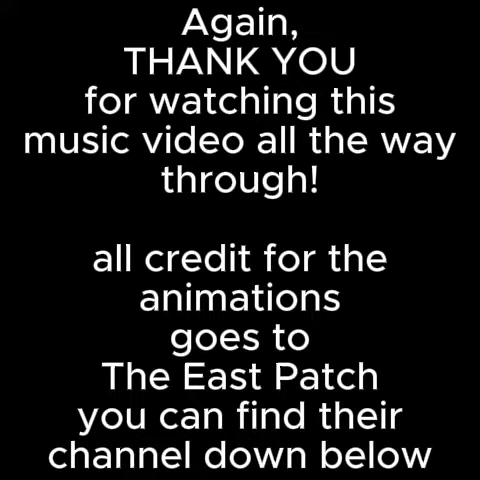 Again,
THANK YOU
for watching this
music video all the way
through!
all credit for the
animations
goes to
The East Patch
you can find their
channel down below